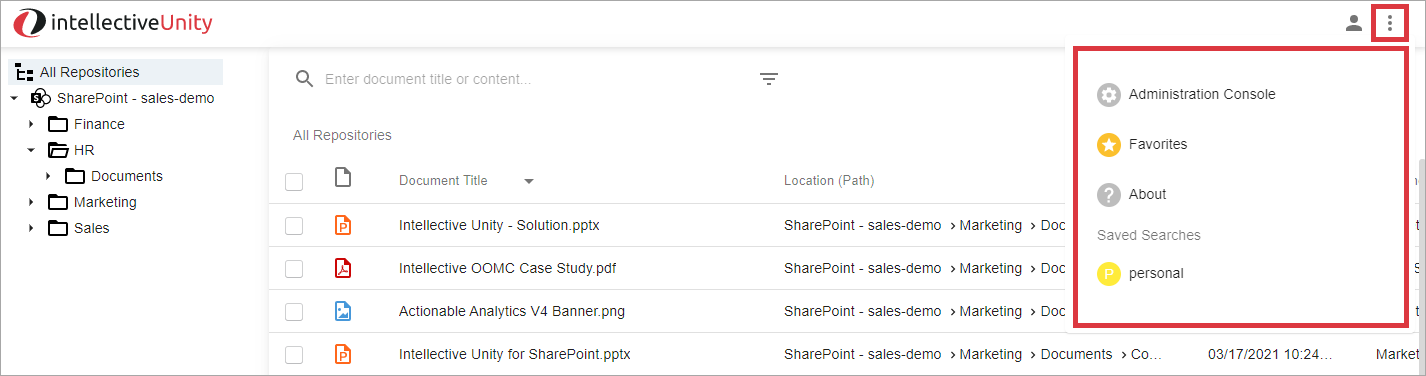 intellectiveUnity
All Repositories
SharePoint - sales-demo
Finance
HR
Documents
Marketing
Sales
Enter document title or content...
All Repositories
Document Title Location (Path)
Intellective Unity - Solution.pptx SharePoint - sales-demo › Marketing › Doc
Intellective OOMC Case Study.pdf SharePoint - sales-demo › Marketing › Doc
Actionable Analytics V4 Banner.png SharePoint - sales-demo › Marketing › Doc
Intellective Unity for SharePoint.pptx SharePoint - sales-demo › Marketing › Documents › Co... 03/17/2021 10:24... Market
Administration Console
Favorites
About
Saved Searches
P personal